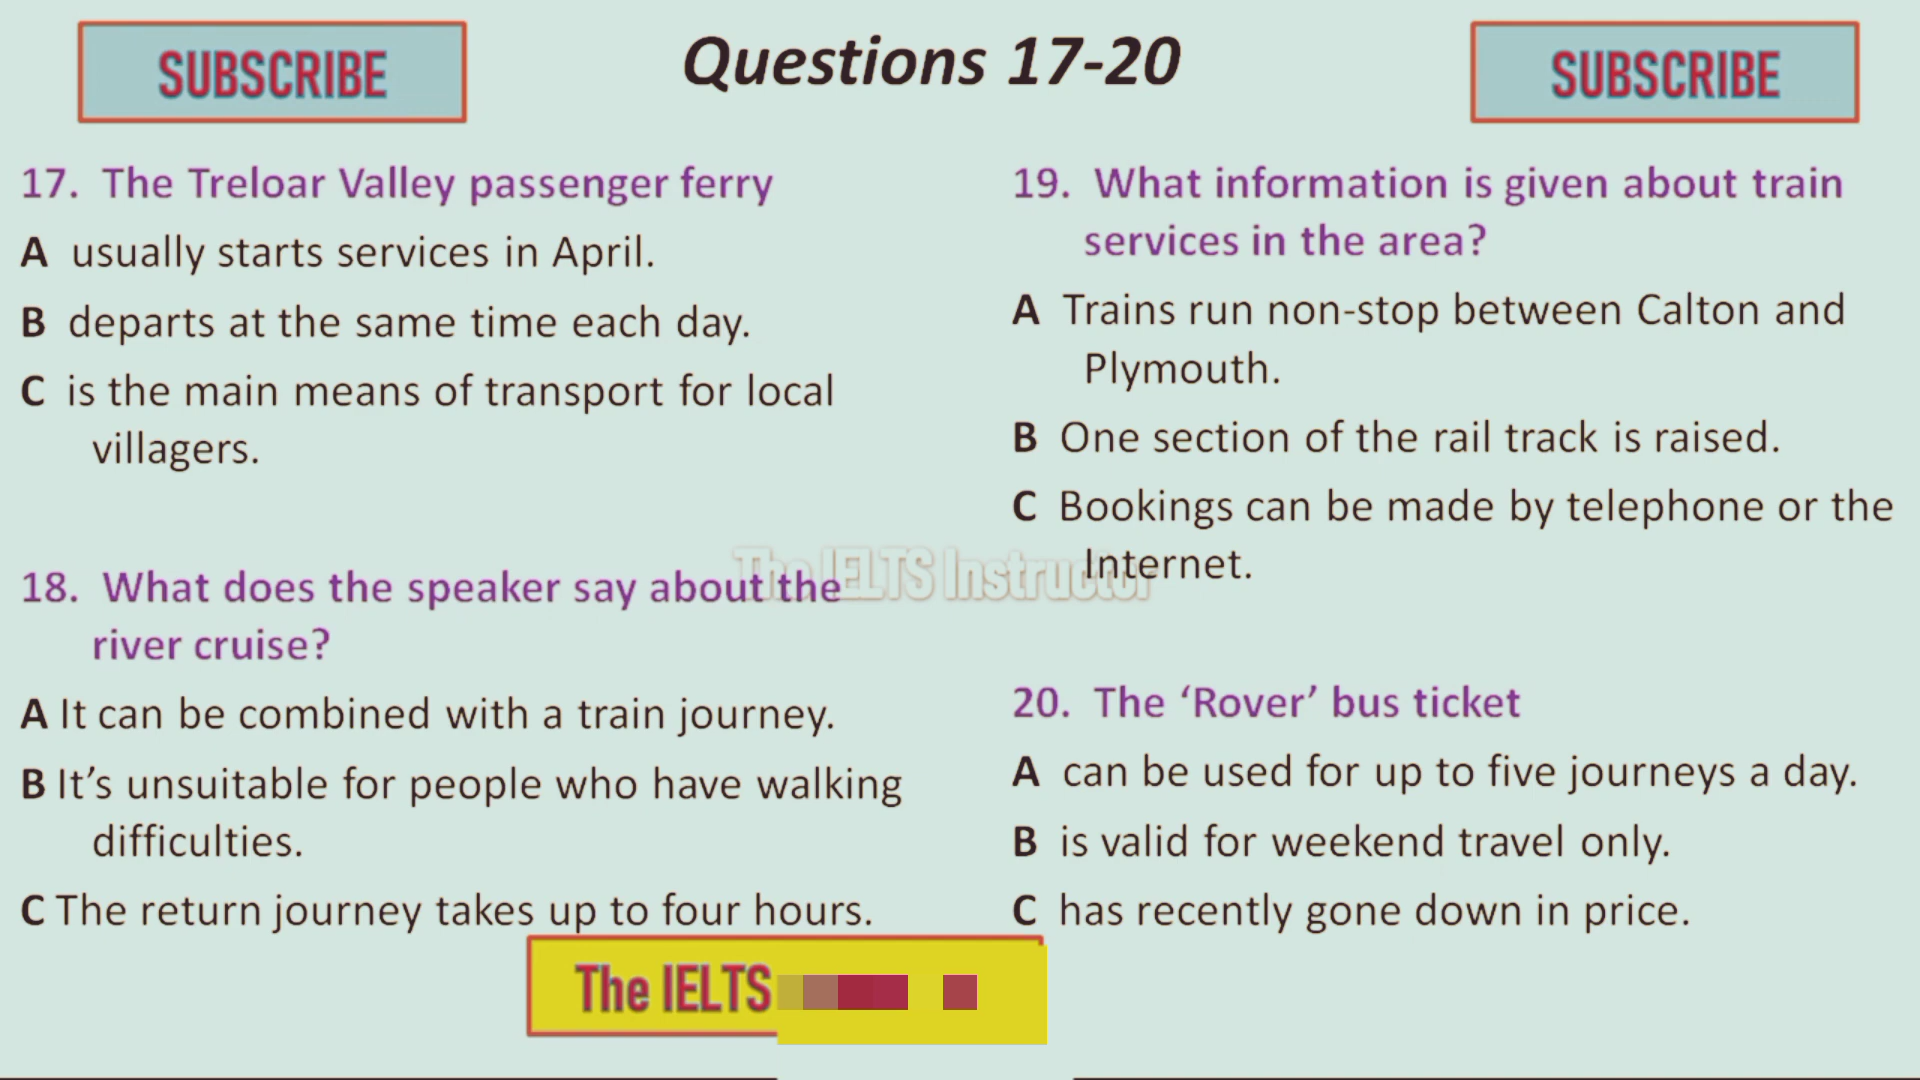 SUBSCRIBE
Questions 17-20
SUBSCRIBE
17. The Treloar Valley passenger ferry
A usually starts services in April.
B departs at the same time each day.
C is the main means of transport for local
villagers.
18. What does the speaker say about the
river cruise?
A It can be combined with a train journey.
B It’s unsuitable for people who have walking
difficulties.
C The return journey takes up to four hours.
19. What information is given about train
services in the area?
A Trains run non-stop between Calton and
Plymouth.
B One section of the rail track is raised.
C Bookings can be made by telephone or the
Internet.
20. The ‘Rover’ bus ticket
A can be used for up to five journeys a day.
B is valid for weekend travel only.
C has recently gone down in price.
The IELTS Instructor
The IELTS